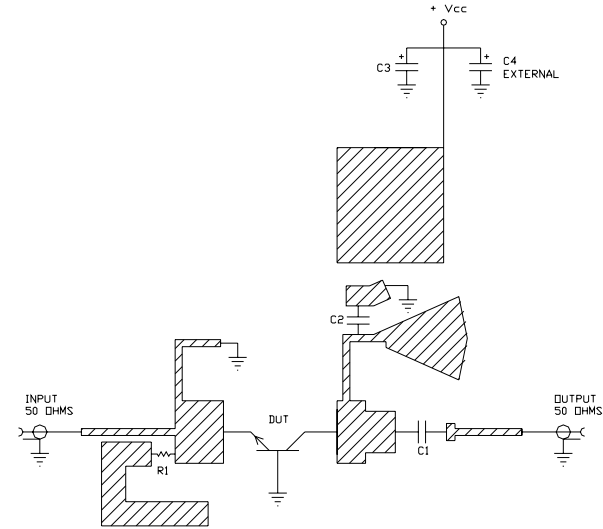 + Vcc
+
C3
+
C4
EXTERNAL
C2
INPUT
50 OHMS
DUT
R1
C1
OUTPUT
50 OHMS